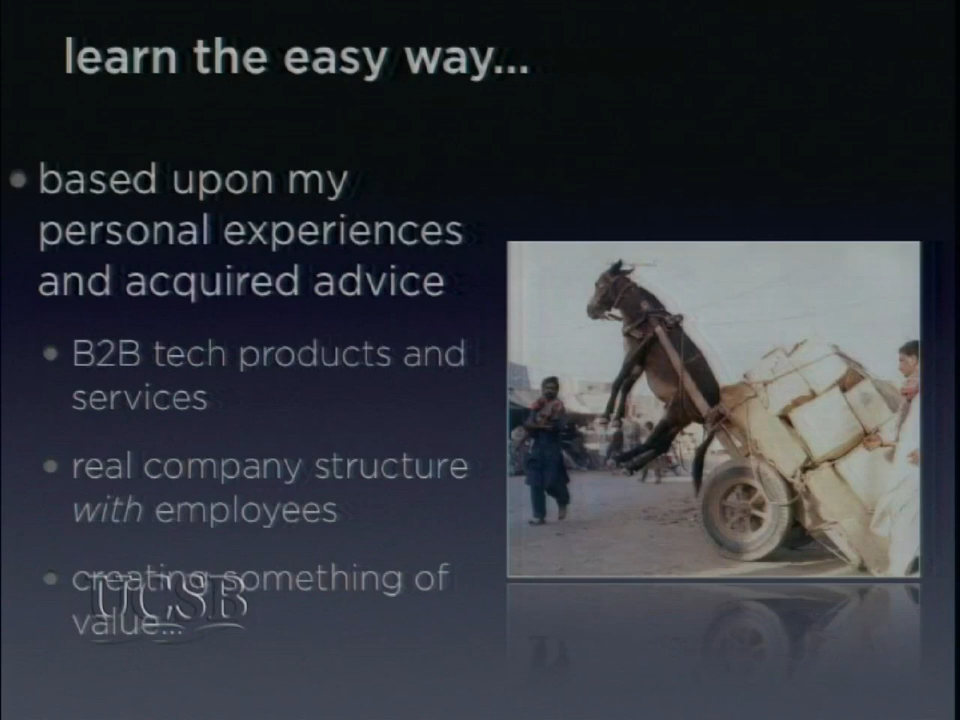 learn the easy way...
based upon my
personal experiences
and acquired advice
B2B tech products and
services
real company structure
with employees
creating something of
value...
UCSB